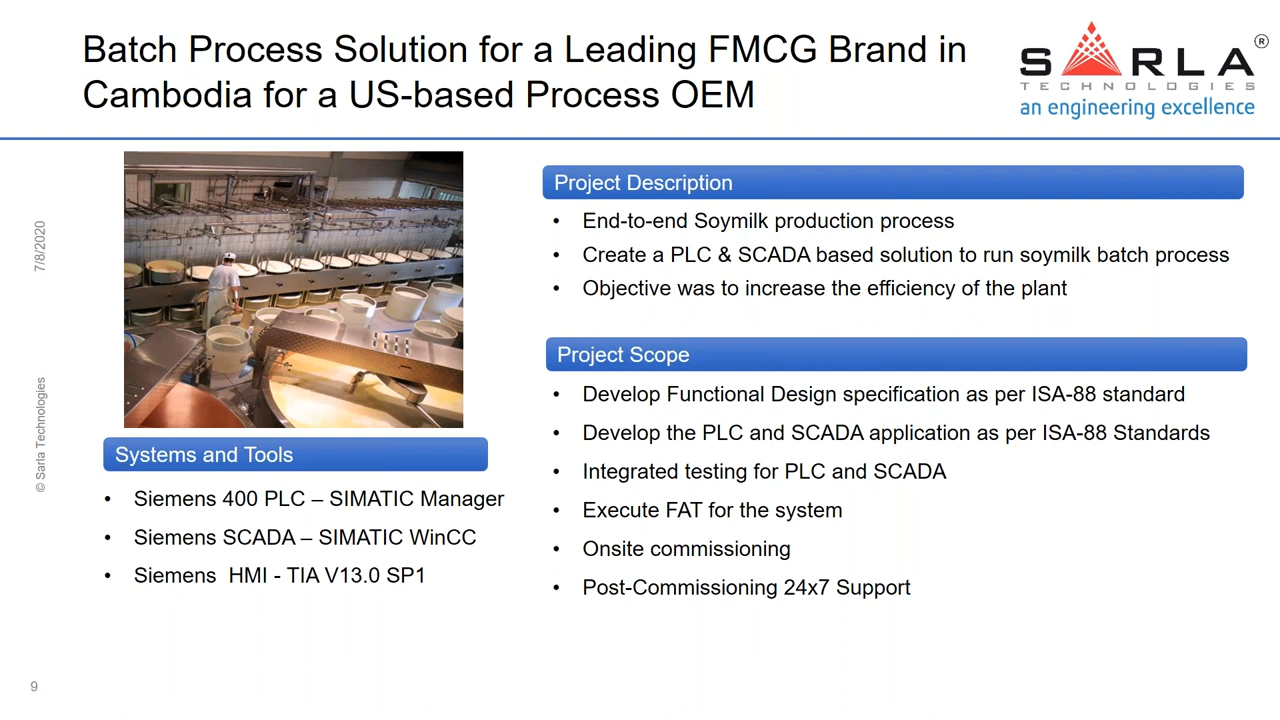 Batch Process Solution for a Leading FMCG Brand in
Cambodia for a US-based Process OEM
SARLA ®
TECHNOLOGIES
an engineering excellence
7/8/2020
© Sarla Technologies
Systems and Tools
• Siemens 400 PLC – SIMATIC Manager
• Siemens SCADA – SIMATIC WinCC
• Siemens  HMI - TIA V13.0 SP1
Project Description
• End-to-end Soymilk production process
• Create a PLC & SCADA based solution to run soymilk batch process
• Objective was to increase the efficiency of the plant
Project Scope
• Develop Functional Design specification as per ISA-88 standard
• Develop the PLC and SCADA application as per ISA-88 Standards
• Integrated testing for PLC and SCADA
• Execute FAT for the system
• Onsite commissioning
• Post-Commissioning 24x7 Support
9